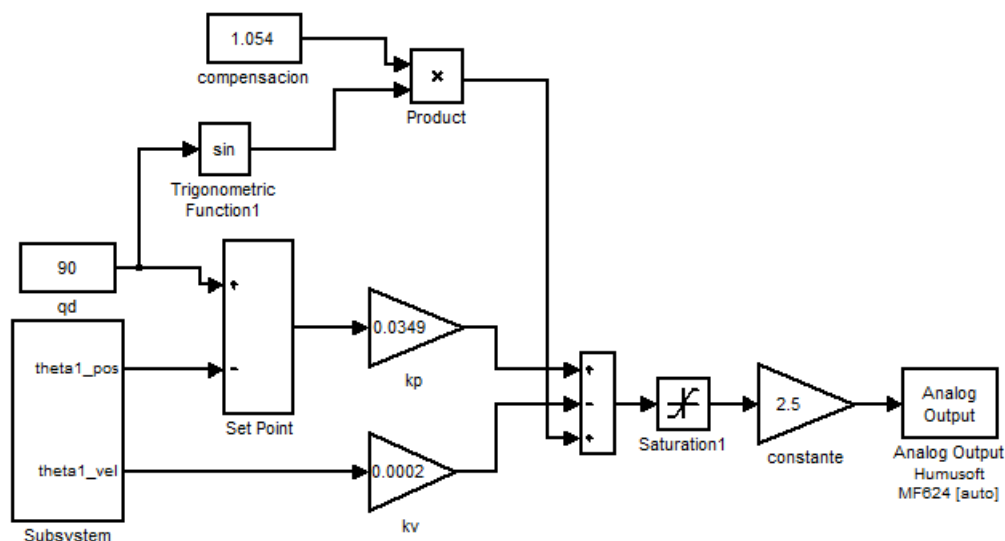 1.054
compensacion
×
Product
sin
Trigonometric
Function1
90
qd
+
-
Set Point
theta1_pos
theta1_vel
Subsystem
0.0349
kp
0.0002
kv
+
-
+
Saturation1
2.5
constante
Analog
Output
Analog Output
Humusoft
MF624 [auto]